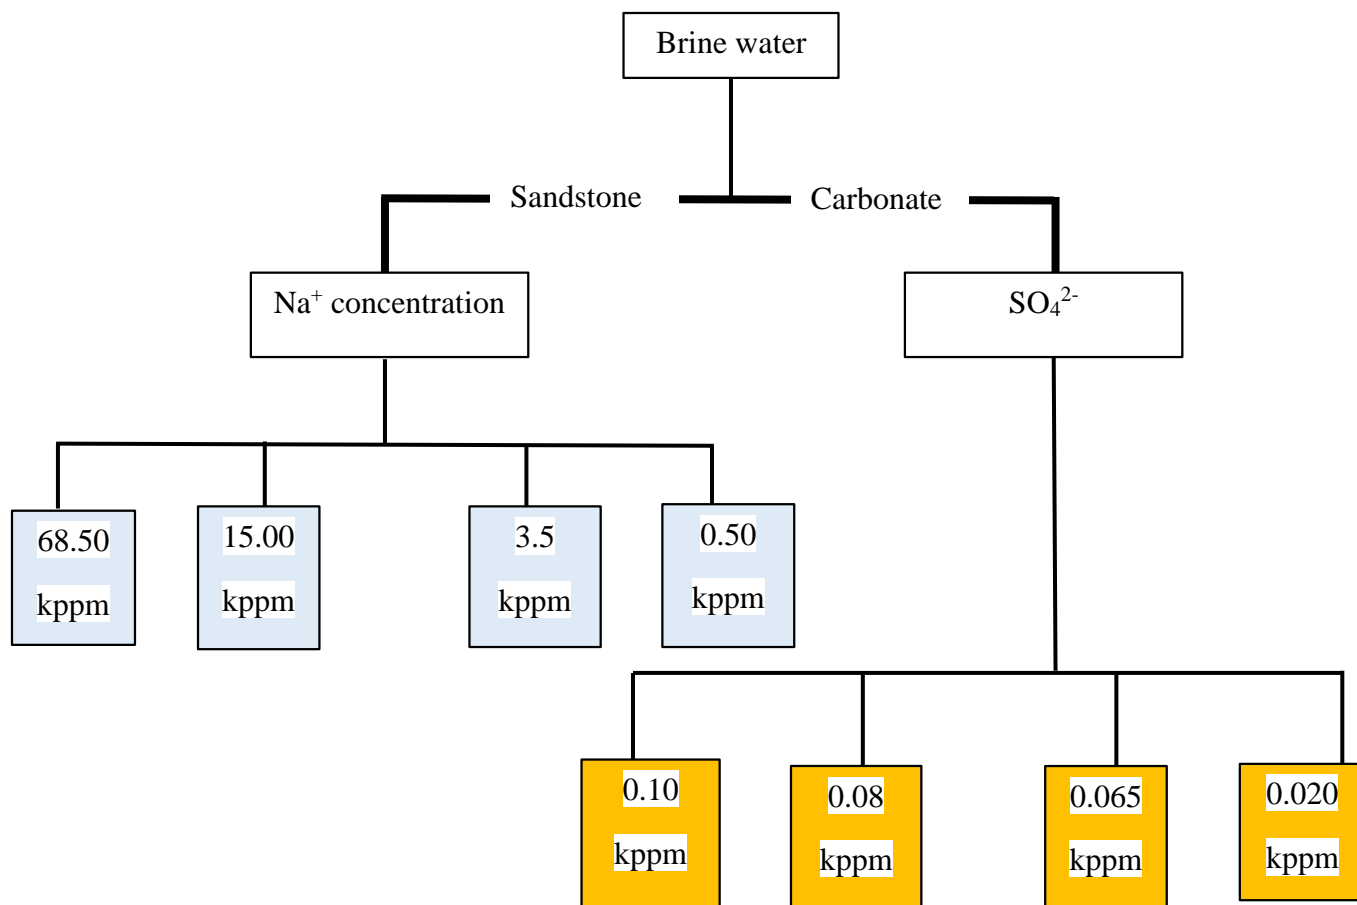 Brine water
Sandstone
Carbonate
Na⁺ concentration
SO₄²⁻
68.50
kppm
15.00
kppm
3.5
kppm
0.50
kppm
0.10
kppm
0.08
kppm
0.065
kppm
0.020
kppm